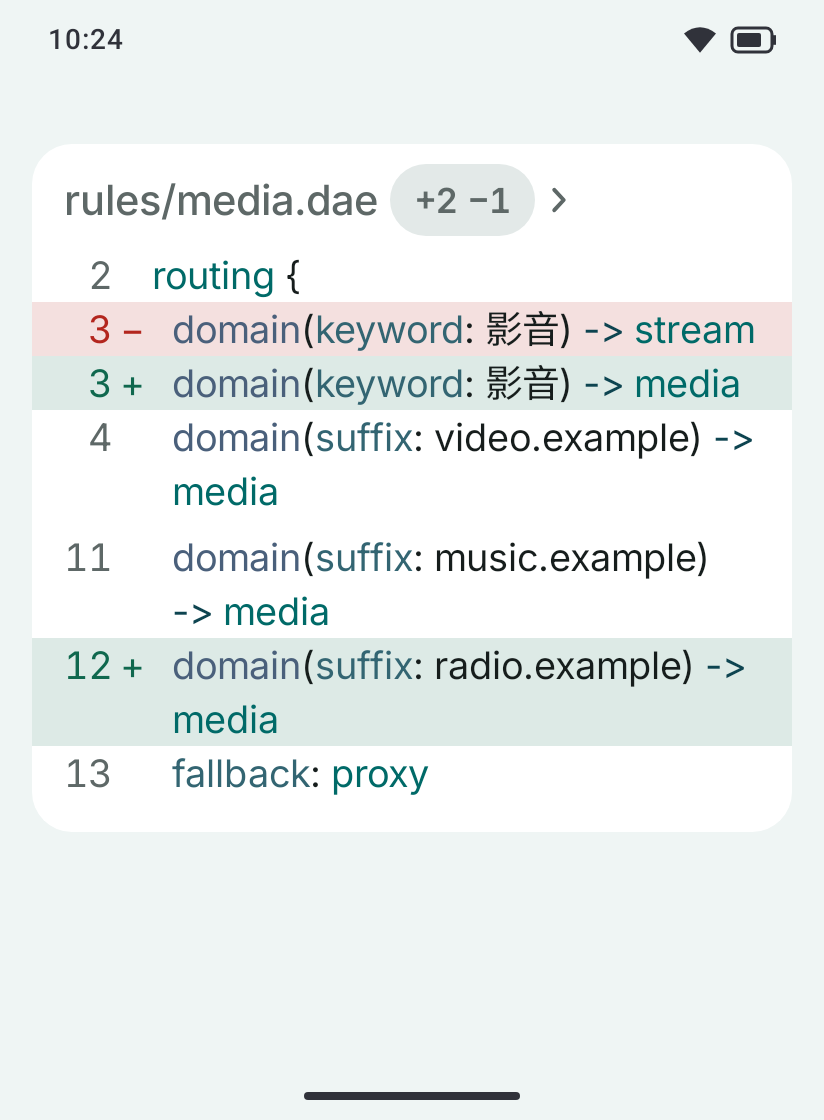 10:24
rules/media.dae +2 −1
2 routing {
3 − domain(keyword: 影音) -> stream
3 + domain(keyword: 影音) -> media
4 domain(suffix: video.example) ->
media
11 domain(suffix: music.example)
-> media
12 + domain(suffix: radio.example) ->
media
13 fallback: proxy